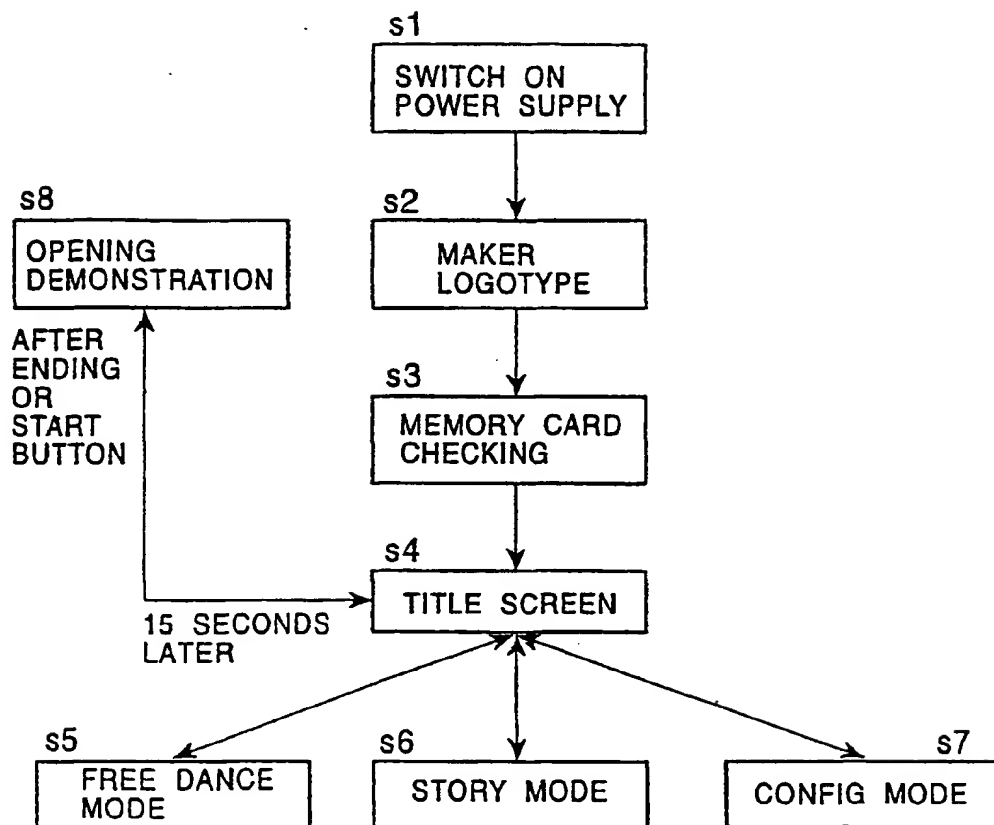 s1
SWITCH ON
POWER SUPPLY
s8
OPENING
DEMONSTRATION
s2
MAKER
LOGOTYPE
AFTER
ENDING
OR
START
BUTTON
s3
MEMORY CARD
CHECKING
s4
TITLE SCREEN
15 SECONDS
LATER
s5
FREE DANCE
MODE
s6
STORY MODE
s7
CONFIG MODE